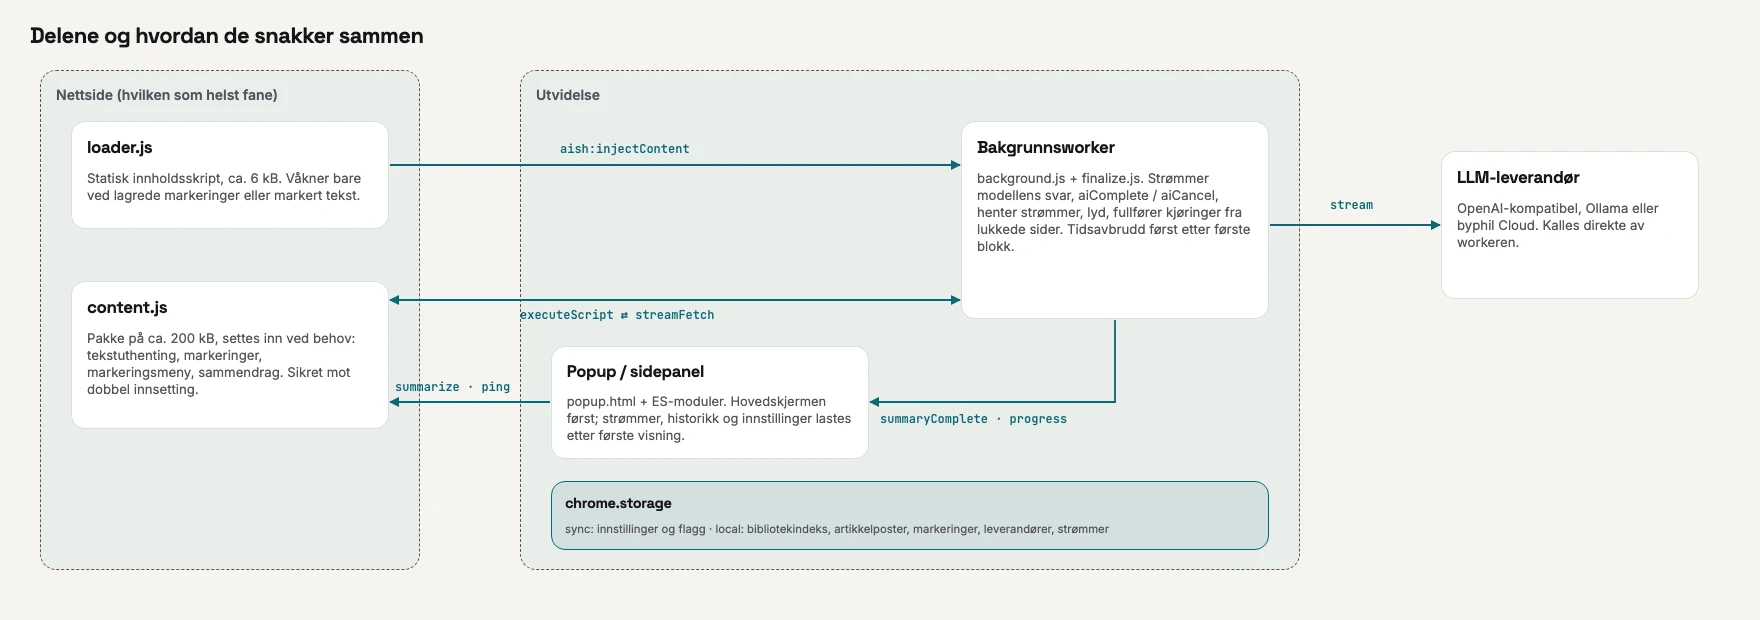 Delene og hvordan de snakker sammen
Nettside (hvilken som helst fane)
loader.js
Statisk innholdsskript, ca. 6 kB. Våkner bare
ved lagrede markeringer eller markert tekst.
content.js
Pakke på ca. 200 kB, settes inn ved behov:
tekstuthenting, markeringer,
markeringsmeny, sammendrag. Sikret mot
dobbel innsetting.
Utvidelse
aish:injectContent
executeScript ⇄ streamFetch
summarize · ping
Bakgrunnsworker
background.js + finalize.js. Strømmer
modellens svar, aiComplete / aiCancel,
henter strømmer, lyd, fullfører kjøringer fra
lukkede sider. Tidsavbrudd først etter første
blokk.
Popup / sidepanel
popup.html + ES-moduler. Hovedskjermen
først; strømmer, historikk og innstillinger lastes
etter første visning.
summaryComplete · progress
chrome.storage
sync: innstillinger og flagg · local: bibliotekindeks, artikkelposter, markeringer, leverandører, strømmer
stream
LLM-leverandør
OpenAI-kompatibel, Ollama eller
byphil Cloud. Kalles direkte av
workeren.